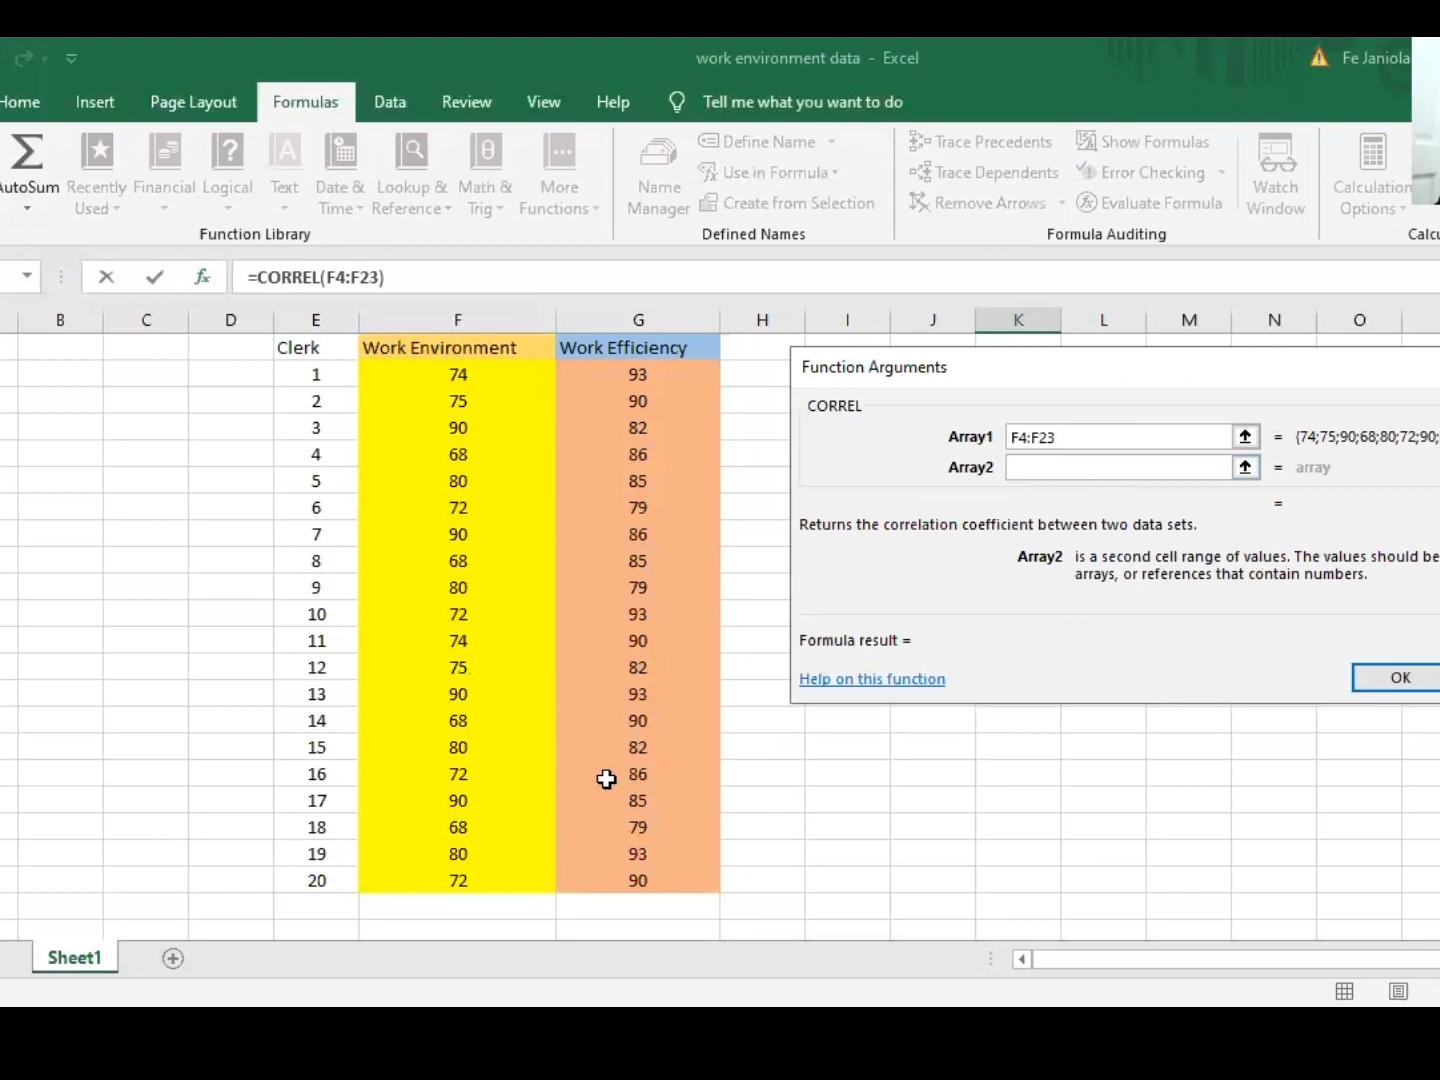 work environment data - Excel
Fe Janiola
Home Insert Page Layout Formulas Data Review View Help Tell me what you want to do
AutoSum Recently Used Financial Logical Text Date & Time Lookup & Reference Math & Trig More Functions
Function Library
Name Manager Define Name Use in Formula Create from Selection
Defined Names
Trace Precedents Trace Dependents Remove Arrows Show Formulas Error Checking Evaluate Formula
Formula Auditing
Watch Window Calculation Options
fx =CORREL(F4:F23)
B C D E F G H I J K L M N O
Clerk Work Environment Work Efficiency
1 74 93
2 75 90
3 90 82
4 68 86
5 80 85
6 72 79
7 90 86
8 68 85
9 80 79
10 72 93
11 74 90
12 75 82
13 90 93
14 68 90
15 80 82
16 72 86
17 90 85
18 68 79
19 80 93
20 72 90
Function Arguments
CORREL
Array1 F4:F23 = {74;75;90;68;80;72;90;
Array2 = array
=
Returns the correlation coefficient between two data sets.
Array2 is a second cell range of values. The values should be
arrays, or references that contain numbers.
Formula result =
Help on this function
OK
Sheet1